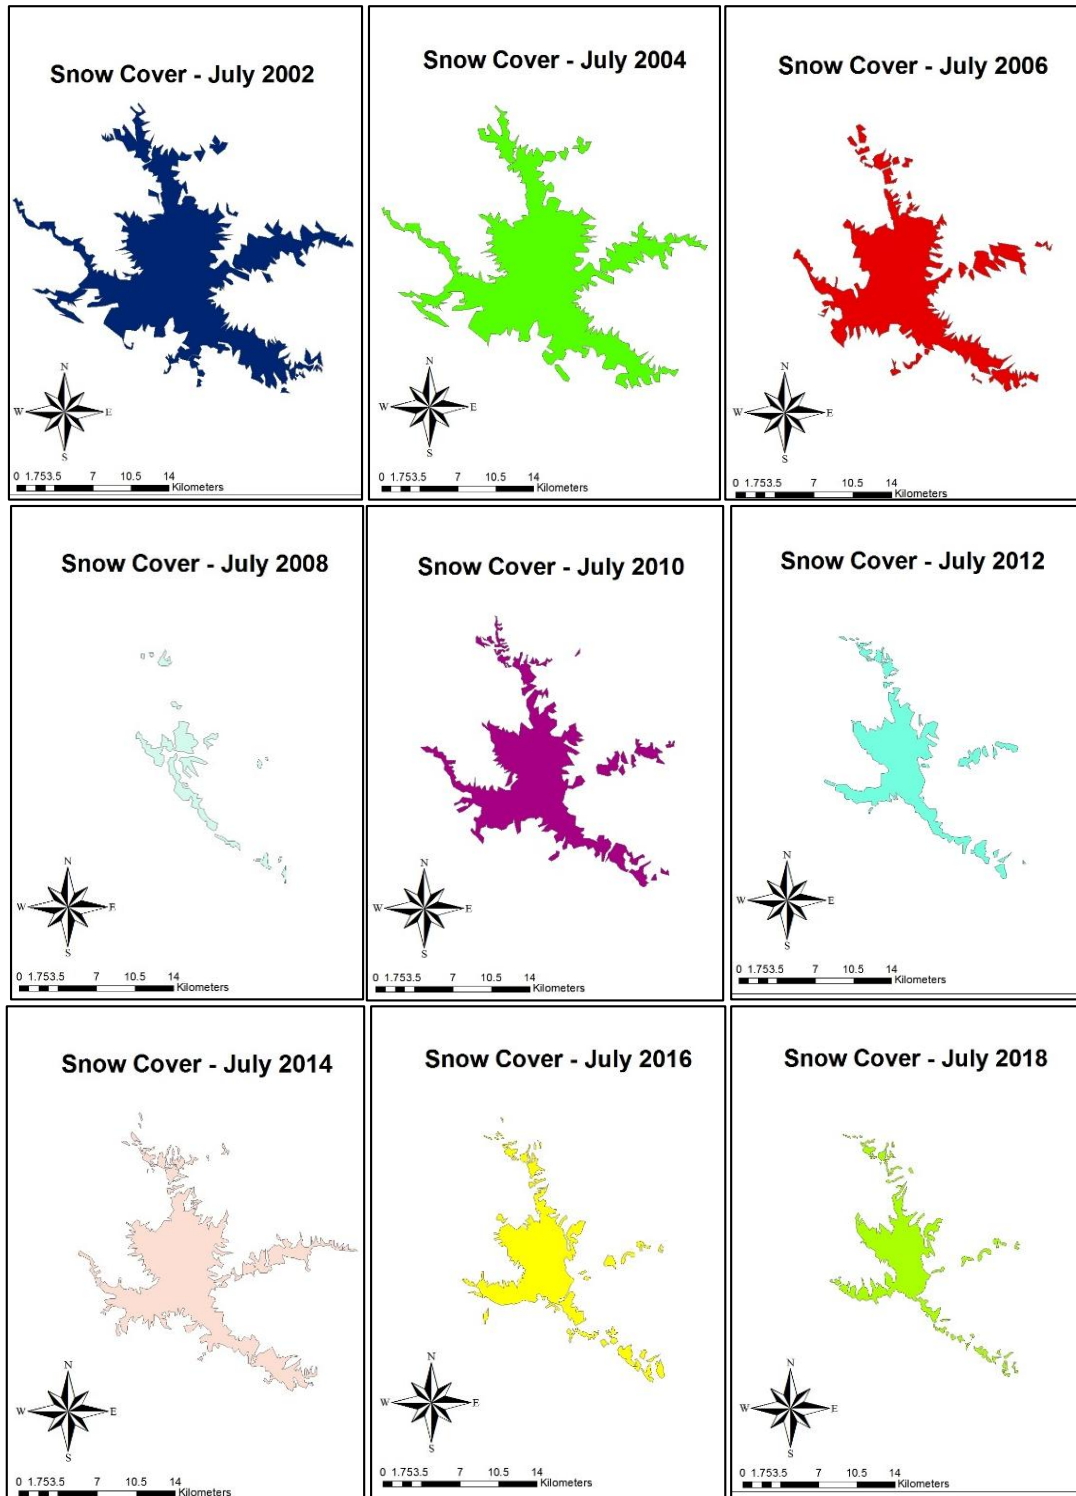 Snow Cover - July 2002
N
W E
S
0 1.753.5 7 10.5 14
Kilometers
Snow Cover - July 2004
N
W E
S
0 1.753.5 7 10.5 14
Kilometers
Snow Cover - July 2006
N
W E
S
0 1.753.5 7 10.5 14
Kilometers
Snow Cover - July 2008
N
W E
S
0 1.753.5 7 10.5 14
Kilometers
Snow Cover - July 2010
N
W E
S
0 1.753.5 7 10.5 14
Kilometers
Snow Cover - July 2012
N
W E
S
0 1.753.5 7 10.5 14
Kilometers
Snow Cover - July 2014
N
W E
S
0 1.753.5 7 10.5 14
Kilometers
Snow Cover - July 2016
N
W E
S
0 1.753.5 7 10.5 14
Kilometers
Snow Cover - July 2018
N
W E
S
0 1.753.5 7 10.5 14
Kilometers